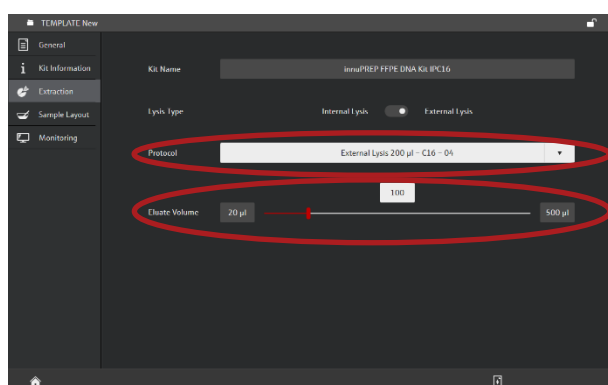 TEMPLATE New
General
Kit Information
Extraction
Sample Layout
Monitoring
Kit Name innuPREP FFPE DNA Kit IPC16
Lysis Type Internal Lysis External Lysis
Protocol External Lysis 200 µl – C16 – 04
100
Eluate Volume 20 µl 500 µl